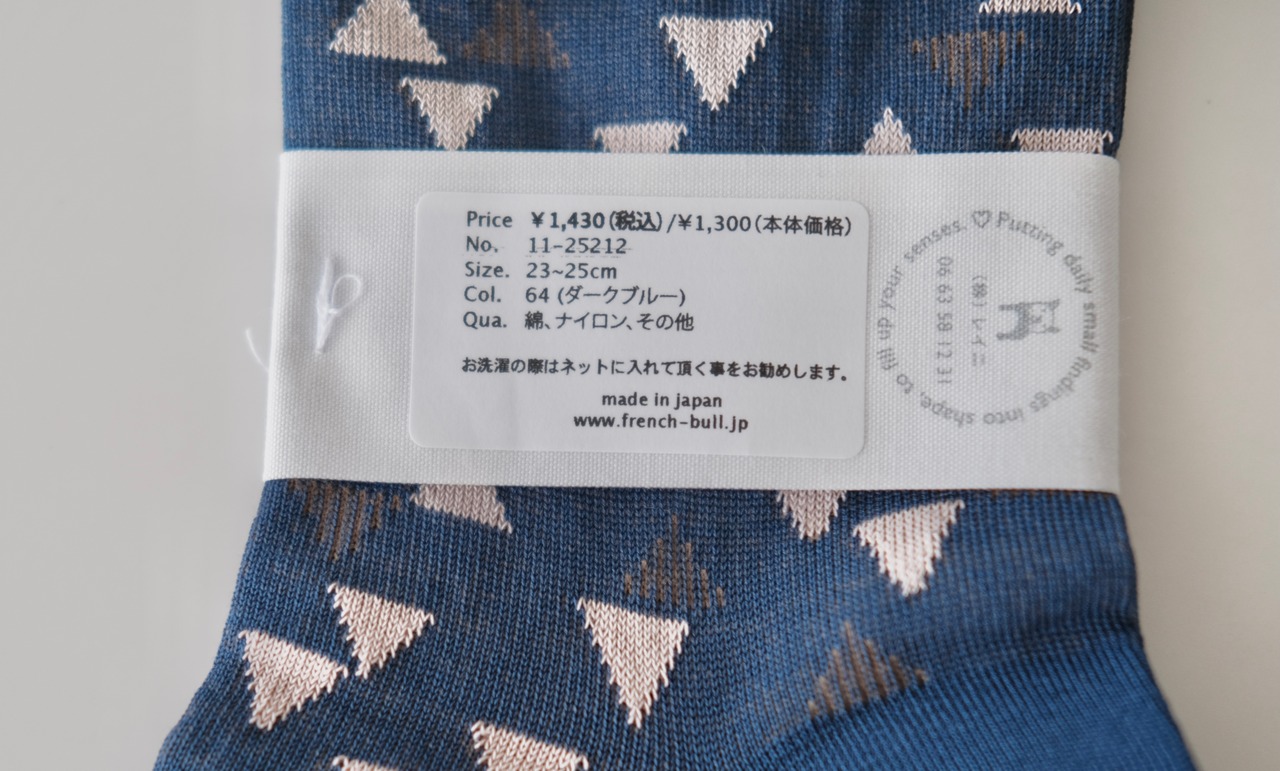 Price ¥1,430(税込)/¥1,300(本体価格)
No. 11-25212
Size. 23~25cm
Col. 64 (ダークブルー)
Qua. 綿、ナイロン、その他
お洗濯の際はネットに入れて頂く事をお勧めします。
made in japan
www.french-bull.jp
♡Putting daily small findings into shape, to fill up your senses.
(株)レイニ
06 63 58 12 31